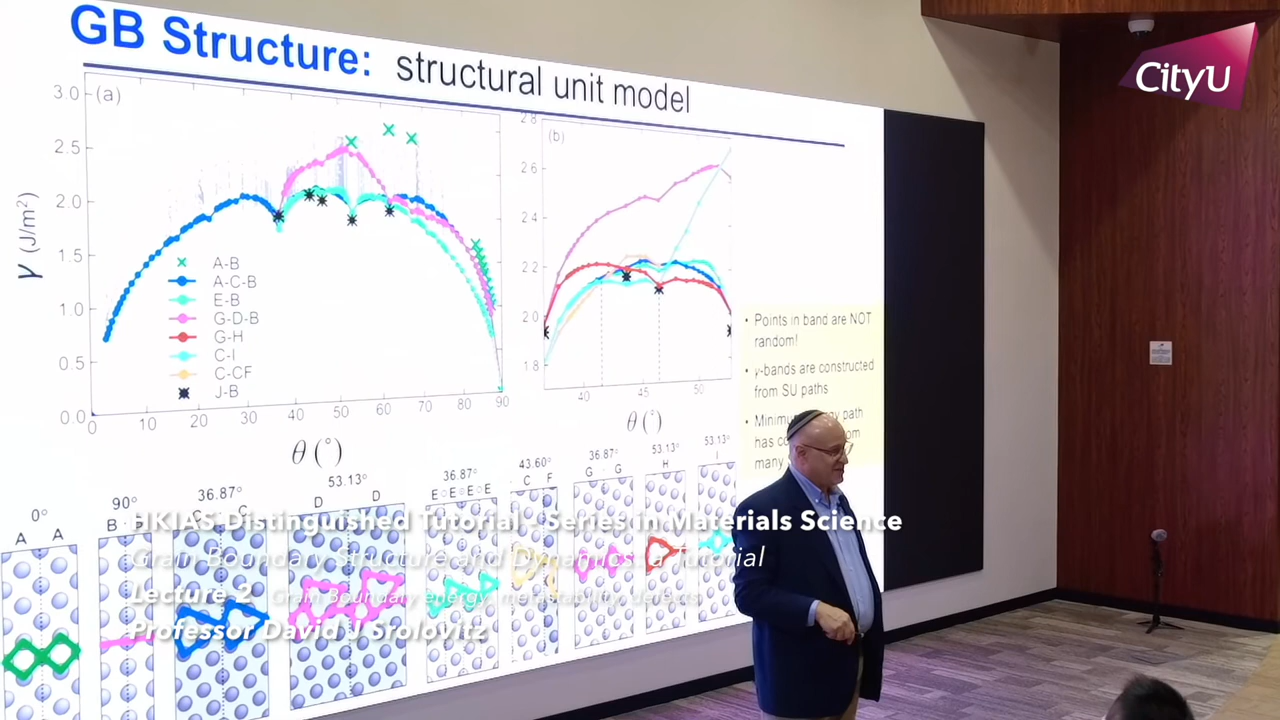 GB Structure: structural unit model
CityU
(a)
3.0
2.5
2.0
1.5
1.0
0.5
0.0
γ (J/m²)
A-B
A-C-B
E-B
G-D-B
G-H
C-I
C-CF
J-B
0 10 20 30 40 50 60 70 80 90
θ (°)
(b)
2.8
2.6
2.4
2.2
2.0
1.8
40 45 50
θ (°)
• Points in band are NOT
random!
• γ-bands are constructed
from SU paths
• Minimum path
has
many
0° 90° 36.87° 53.13° 36.87° 43.60° 36.87° 53.13° 53.13°
A A B C C D D E E E E C F G G H I
HKIAS Distinguished Tutorial - Series in Materials Science
Grain Boundary Structure and Dynamics: a Tutorial
Lecture 2 Grain Boundary energy, metastability, defects
Professor David J Srolovitz